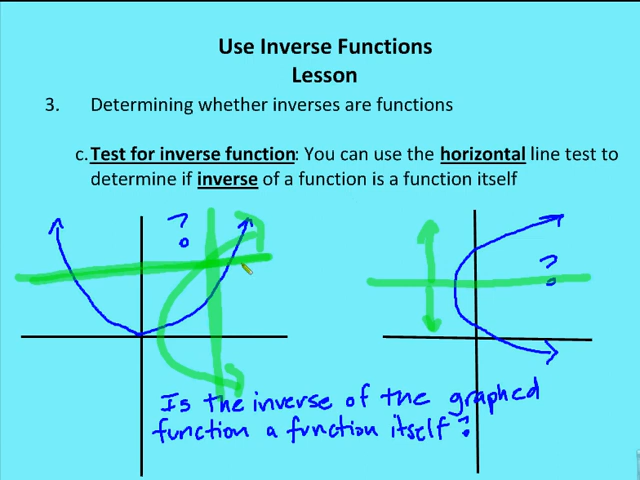 Use Inverse Functions
Lesson
3. Determining whether inverses are functions
c. Test for inverse function: You can use the horizontal line test to
determine if inverse of a function is a function itself
? ?
Is the inverse of the graphed
function a function itself?